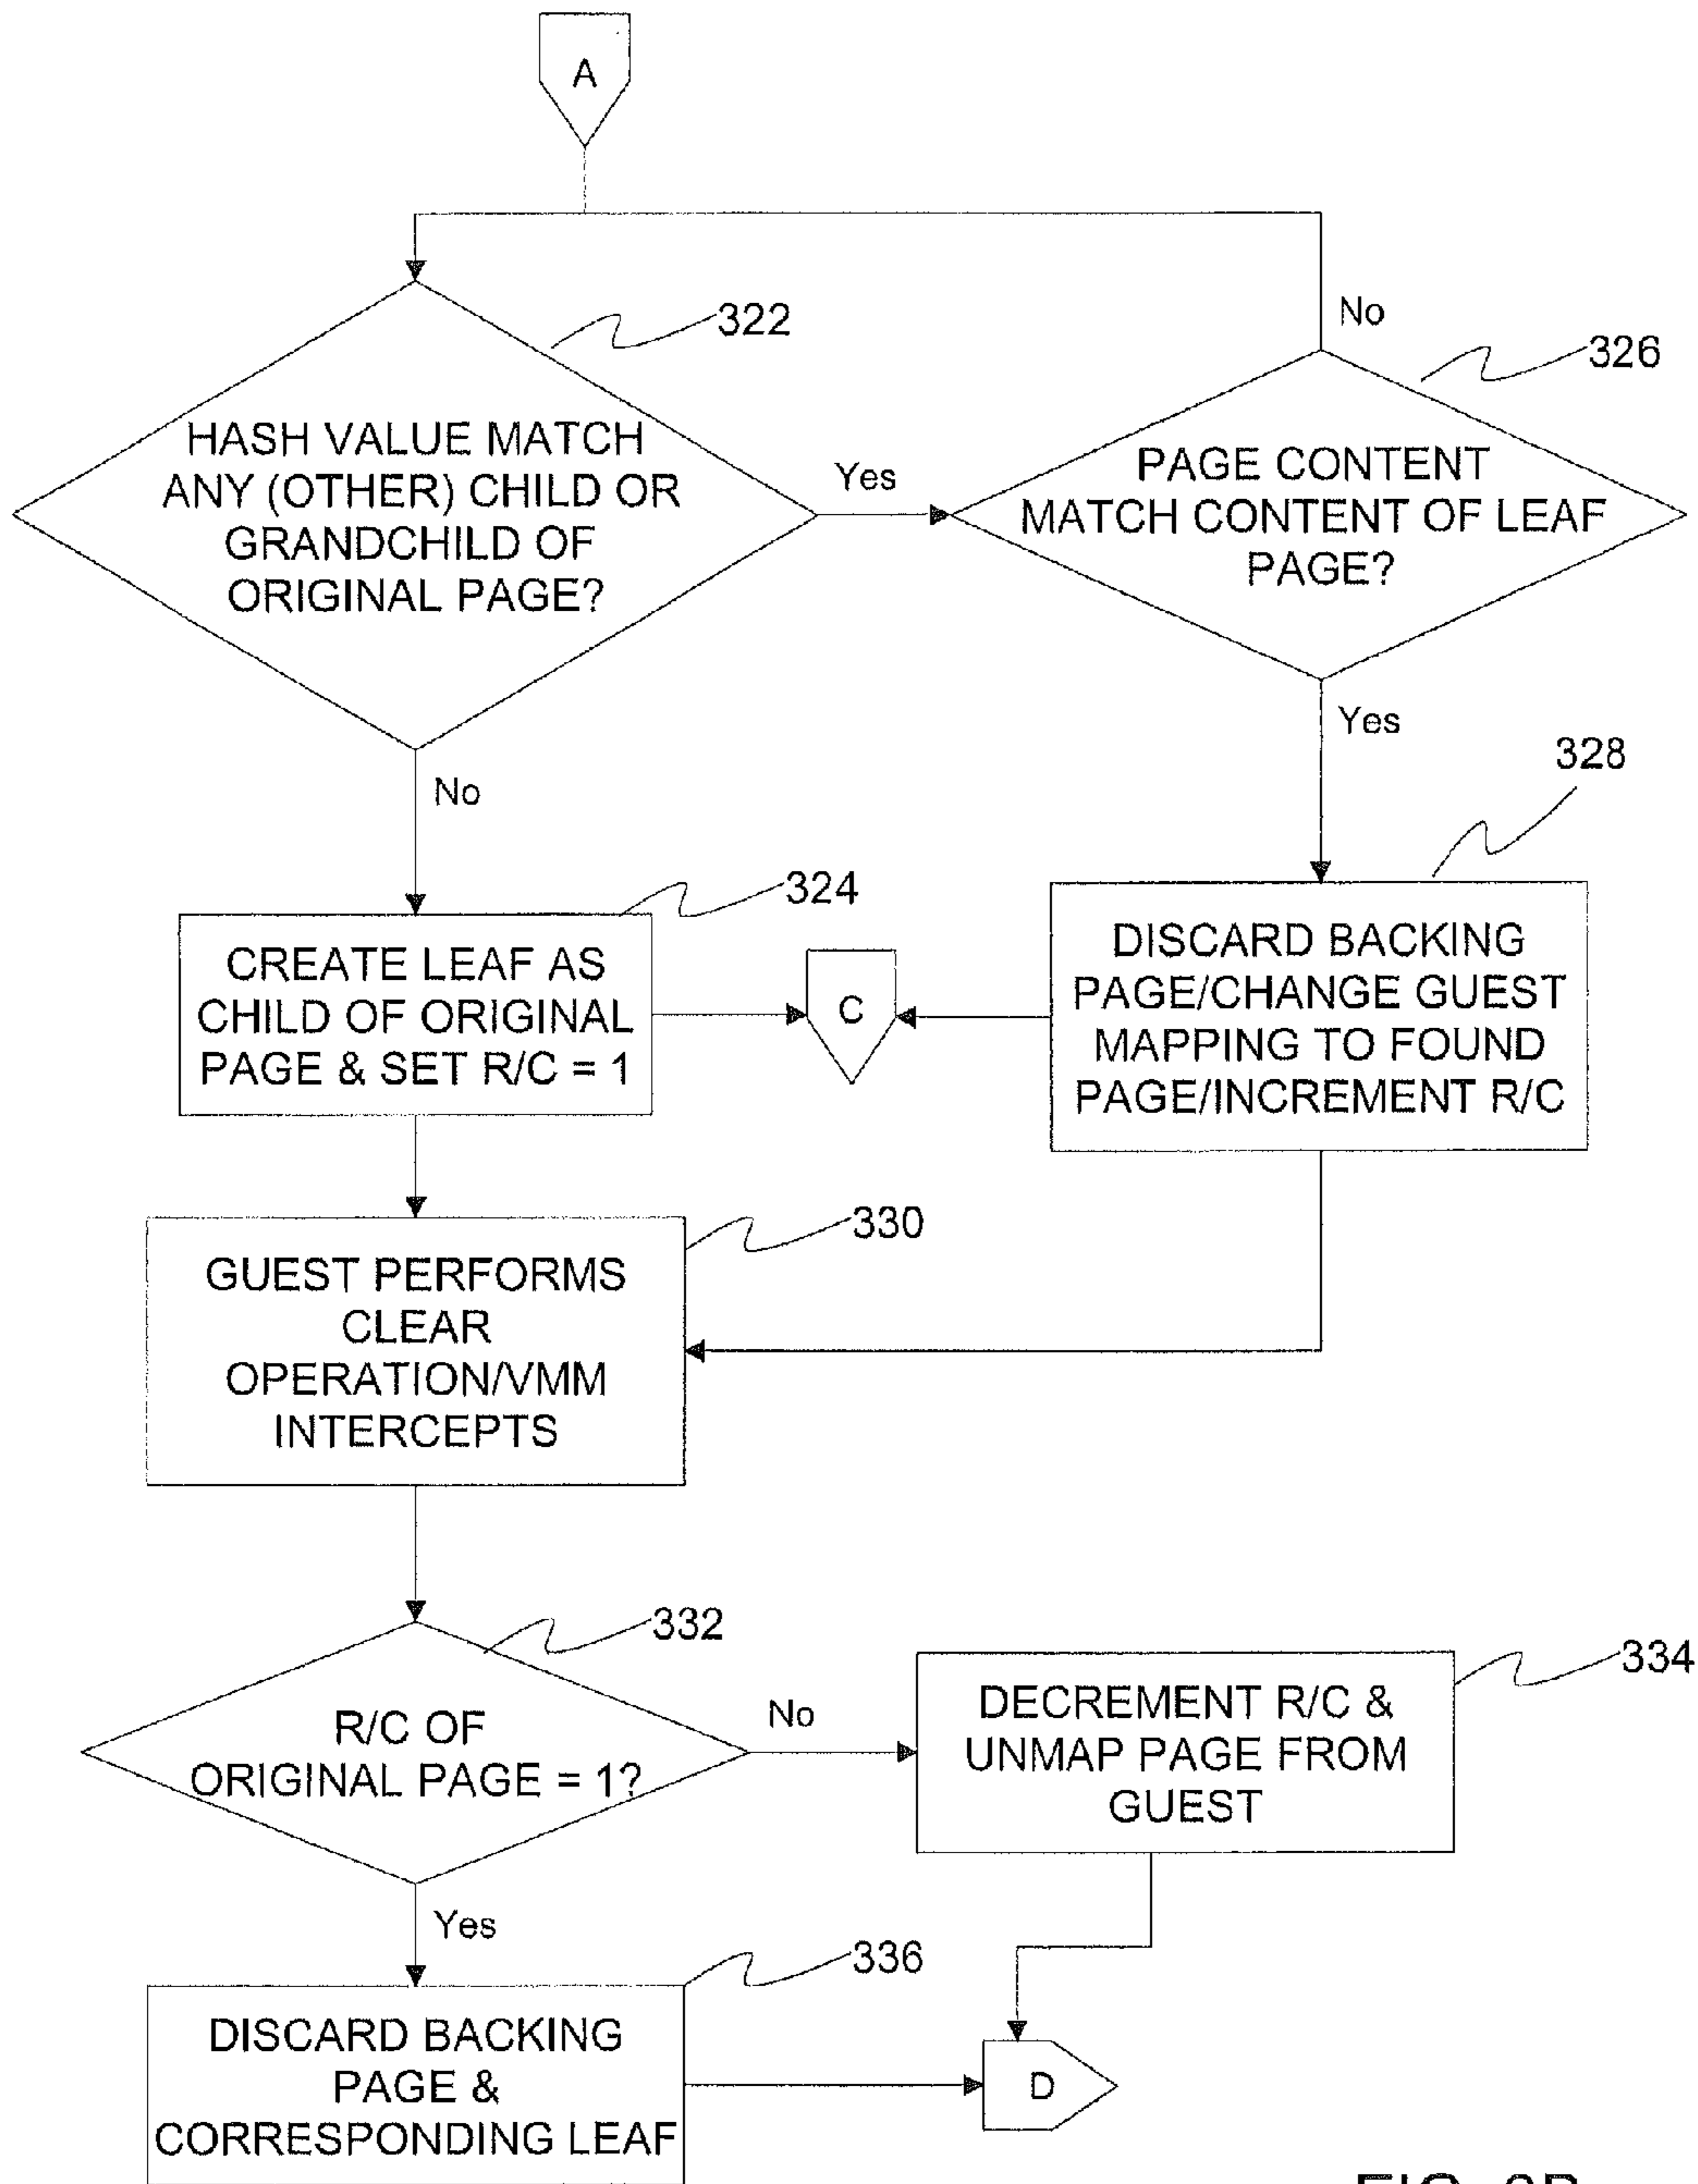 A
322
HASH VALUE MATCH
ANY (OTHER) CHILD OR
GRANDCHILD OF
ORIGINAL PAGE?
Yes
No
No
326
PAGE CONTENT
MATCH CONTENT OF LEAF
PAGE?
Yes
324
CREATE LEAF AS
CHILD OF ORIGINAL
PAGE & SET R/C = 1
C
328
DISCARD BACKING
PAGE/CHANGE GUEST
MAPPING TO FOUND
PAGE/INCREMENT R/C
330
GUEST PERFORMS
CLEAR
OPERATION/VMM
INTERCEPTS
332
R/C OF
ORIGINAL PAGE = 1?
No
334
DECREMENT R/C &
UNMAP PAGE FROM
GUEST
Yes
336
DISCARD BACKING
PAGE &
CORRESPONDING LEAF
D
FIG.